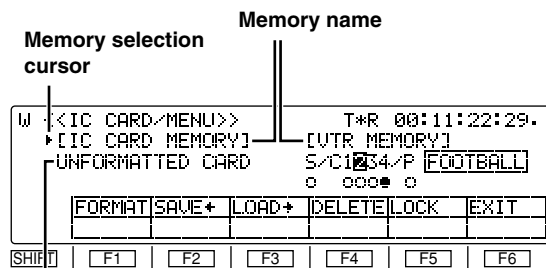 Memory name
Memory selection
cursor
W <<IC CARD/MENU>> T*R 00:11:22:29.
[IC CARD MEMORY] [VTR MEMORY]
UNFORMATTED CARD S/C1234/P FOOTBALL
FORMAT SAVE LOAD DELETE LOCK EXIT
SHIFT F1 F2 F3 F4 F5 F6